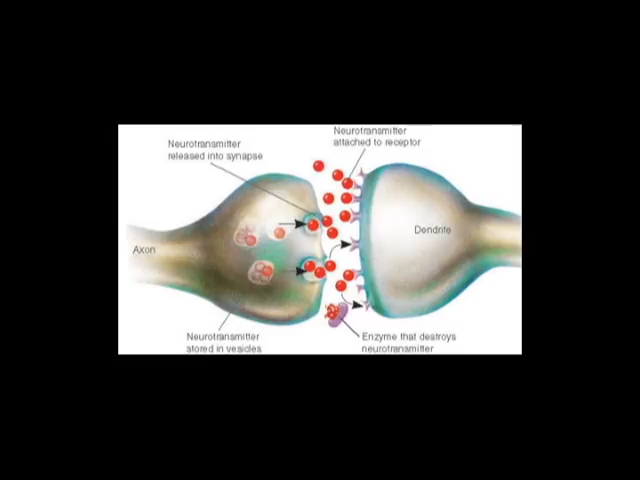 Neurotransmitter
attached to receptor
Neurotransmitter
released into synapse
Dendrite
Axon
Neurotransmitter
stored in vesicles
Enzyme that destroys
neurotransmitter